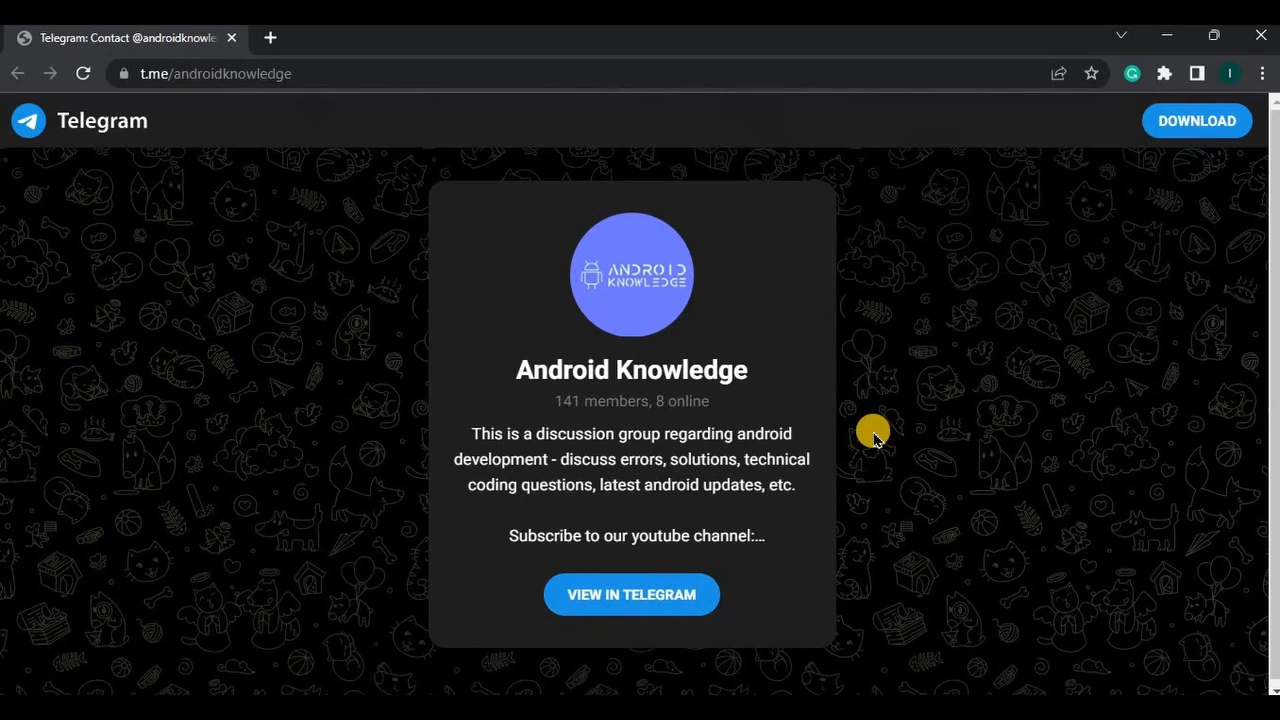 Telegram: Contact @androidknowle
t.me/androidknowledge
G
I
Telegram
DOWNLOAD
ANDROID
KNOWLEDGE
Android Knowledge
141 members, 8 online
This is a discussion group regarding android
development - discuss errors, solutions, technical
coding questions, latest android updates, etc.
Subscribe to our youtube channel:...
VIEW IN TELEGRAM